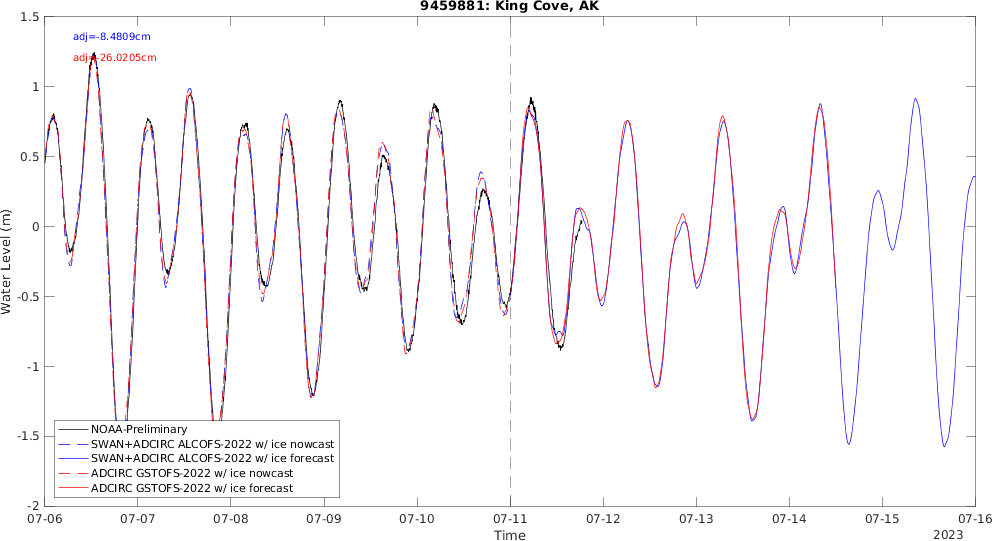 9459881: King Cove, AK
1.5
adj=-8.4809cm
adj=-26.0205cm
1
0.5
0
-0.5
-1
-1.5
-2
Water Level (m)
NOAA-Preliminary
SWAN+ADCIRC ALCOFS-2022 w/ ice nowcast
SWAN+ADCIRC ALCOFS-2022 w/ ice forecast
ADCIRC GSTOFS-2022 w/ ice nowcast
ADCIRC GSTOFS-2022 w/ ice forecast
07-06 07-07 07-08 07-09 07-10 07-11 07-12 07-13 07-14 07-15 07-16
Time
2023